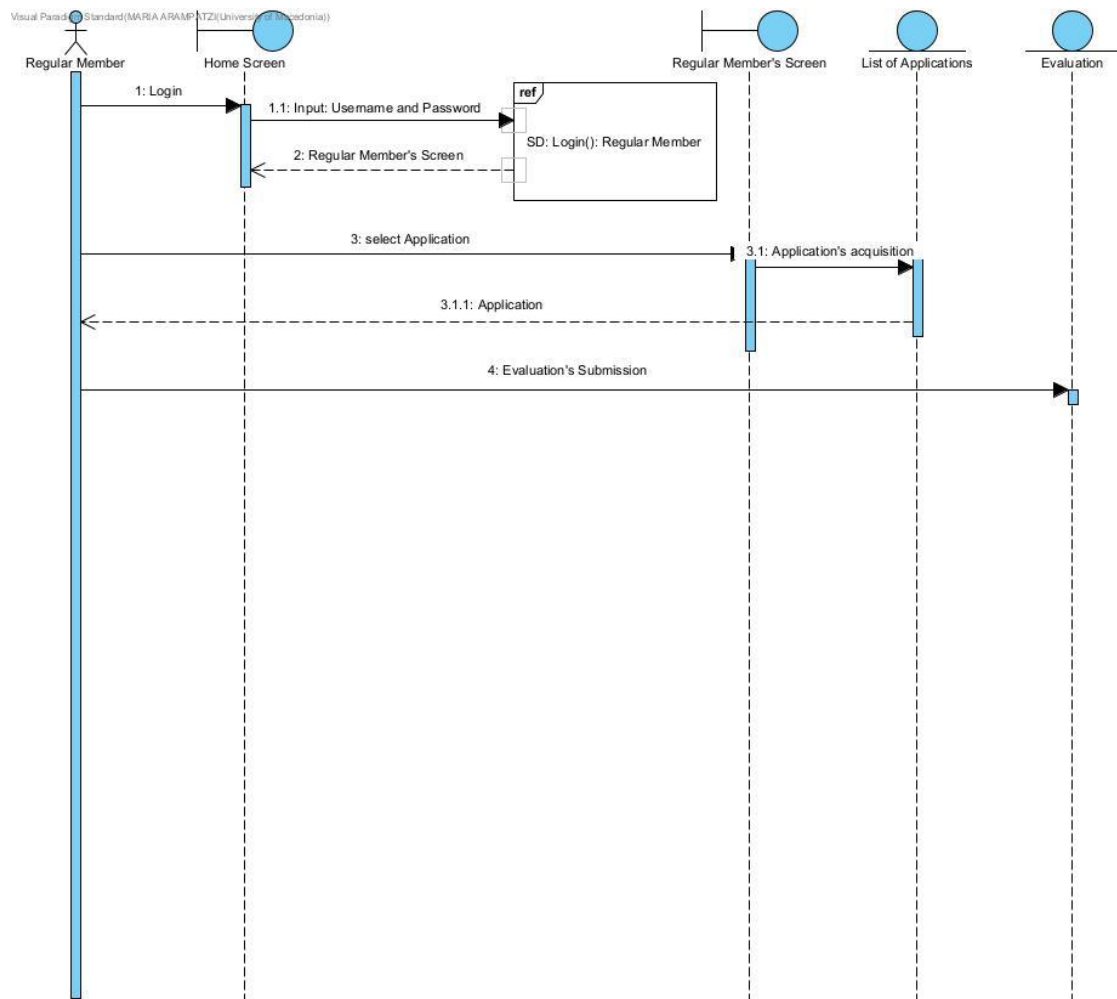 Visual Paradigm Standard(MARIA ARAMPATZI(University of Macedonia))
Regular Member
Home Screen
Regular Member's Screen
List of Applications
Evaluation
1: Login
ref
1.1: Input: Username and Password
SD: Login(): Regular Member
2: Regular Member's Screen
3: select Application
3.1: Application's acquisition
3.1.1: Application
4: Evaluation's Submission